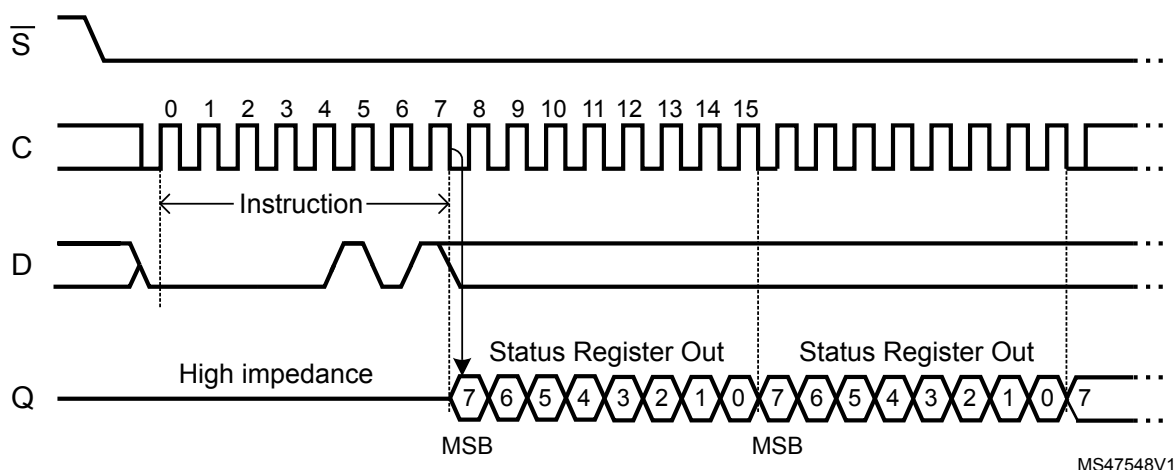 S
0 1 2 3 4 5 6 7 8 9 10 11 12 13 14 15
C
Instruction
D
Status Register Out Status Register Out
High impedance
Q 7 6 5 4 3 2 1 0 7 6 5 4 3 2 1 0 7
MSB MSB
MS47548V1